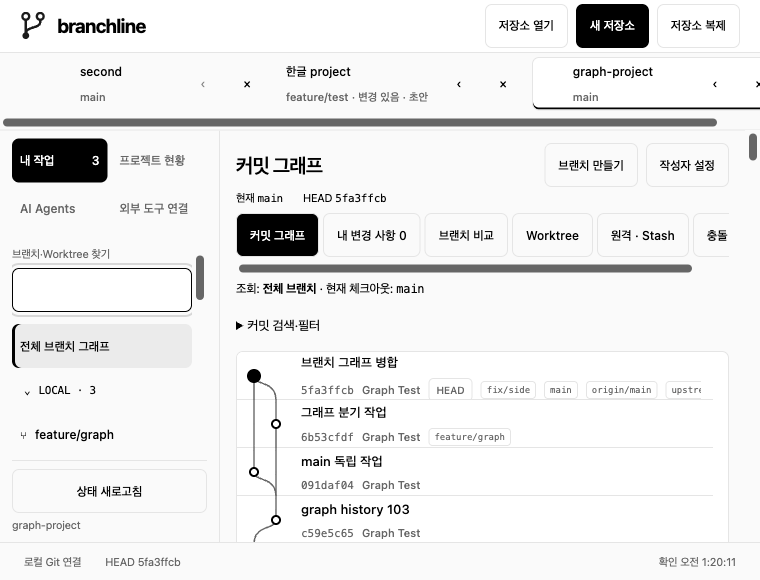 branchline
저장소 열기
새 저장소
저장소 복제
second
main
한글 project
feature/test · 변경 있음 · 초안
graph-project
main
내 작업 3
프로젝트 현황
AI Agents
외부 도구 연결
브랜치·Worktree 찾기
전체 브랜치 그래프
LOCAL · 3
feature/graph
상태 새로고침
graph-project
커밋 그래프
브랜치 만들기
작성자 설정
현재 main HEAD 5fa3ffcb
커밋 그래프
내 변경 사항 0
브랜치 비교
Worktree
원격 · Stash
충돌
조회: 전체 브랜치 · 현재 체크아웃: main
커밋 검색·필터
브랜치 그래프 병합
5fa3ffcb Graph Test HEAD fix/side main origin/main upstre
그래프 분기 작업
6b53cfdf Graph Test feature/graph
main 독립 작업
091daf04 Graph Test
graph history 103
c59e5c65 Graph Test
로컬 Git 연결 HEAD 5fa3ffcb
확인 오전 1:20:11